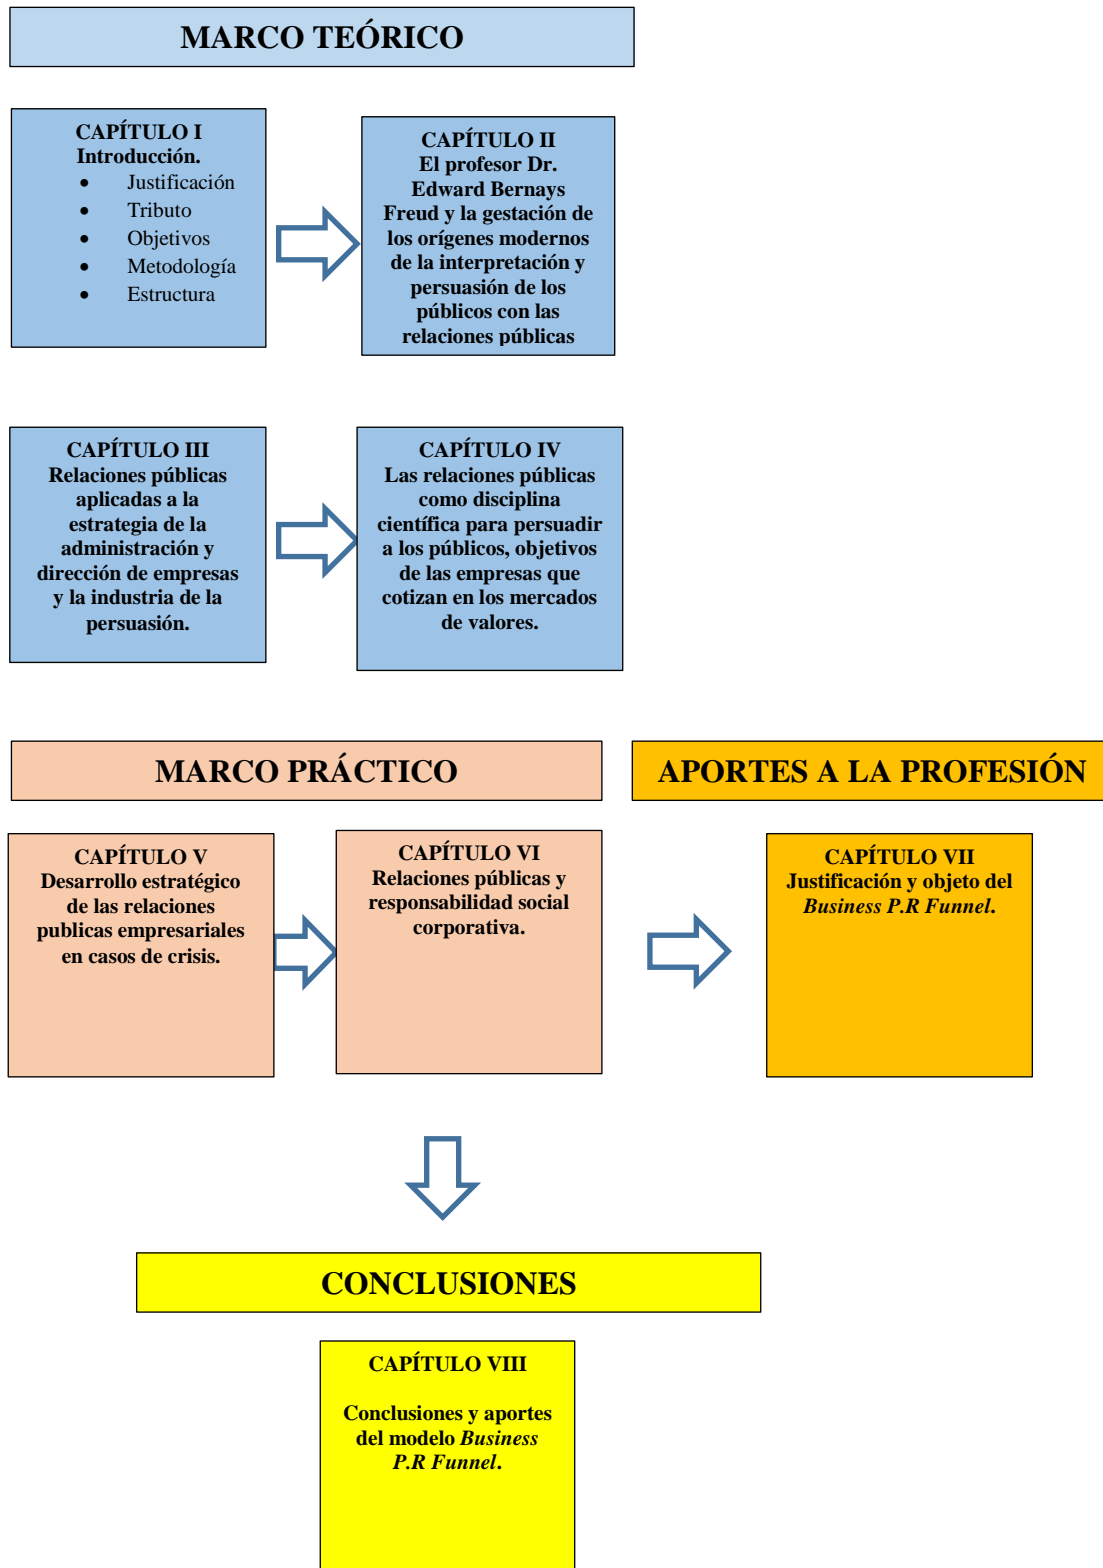 MARCO TEÓRICO
CAPÍTULO I
Introducción.
• Justificación
• Tributo
• Objetivos
• Metodología
• Estructura
CAPÍTULO II
El profesor Dr.
Edward Bernays
Freud y la gestación de
los orígenes modernos
de la interpretación y
persuasión de los
públicos con las
relaciones públicas
CAPÍTULO III
Relaciones públicas
aplicadas a la
estrategia de la
administración y
dirección de empresas
y la industria de la
persuasión.
CAPÍTULO IV
Las relaciones públicas
como disciplina
científica para persuadir
a los públicos, objetivos
de las empresas que
cotizan en los mercados
de valores.
MARCO PRÁCTICO
APORTES A LA PROFESIÓN
CAPÍTULO V
Desarrollo estratégico
de las relaciones
publicas empresariales
en casos de crisis.
CAPÍTULO VI
Relaciones públicas y
responsabilidad social
corporativa.
CAPÍTULO VII
Justificación y objeto del
Business P.R Funnel.
CONCLUSIONES
CAPÍTULO VIII
Conclusiones y aportes
del modelo Business
P.R Funnel.